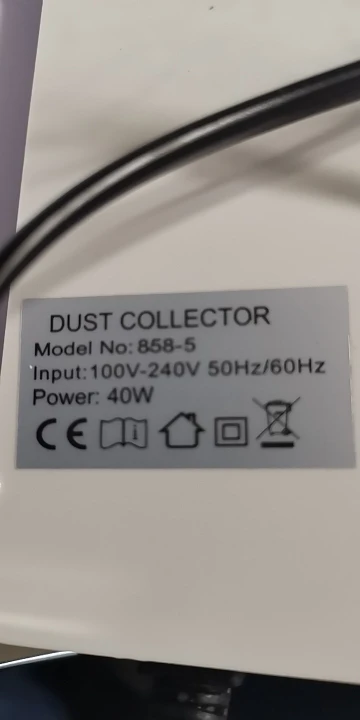 DUST COLLECTOR
Model No: 858-5
Input:100V-240V 50Hz/60Hz
Power: 40W
CE